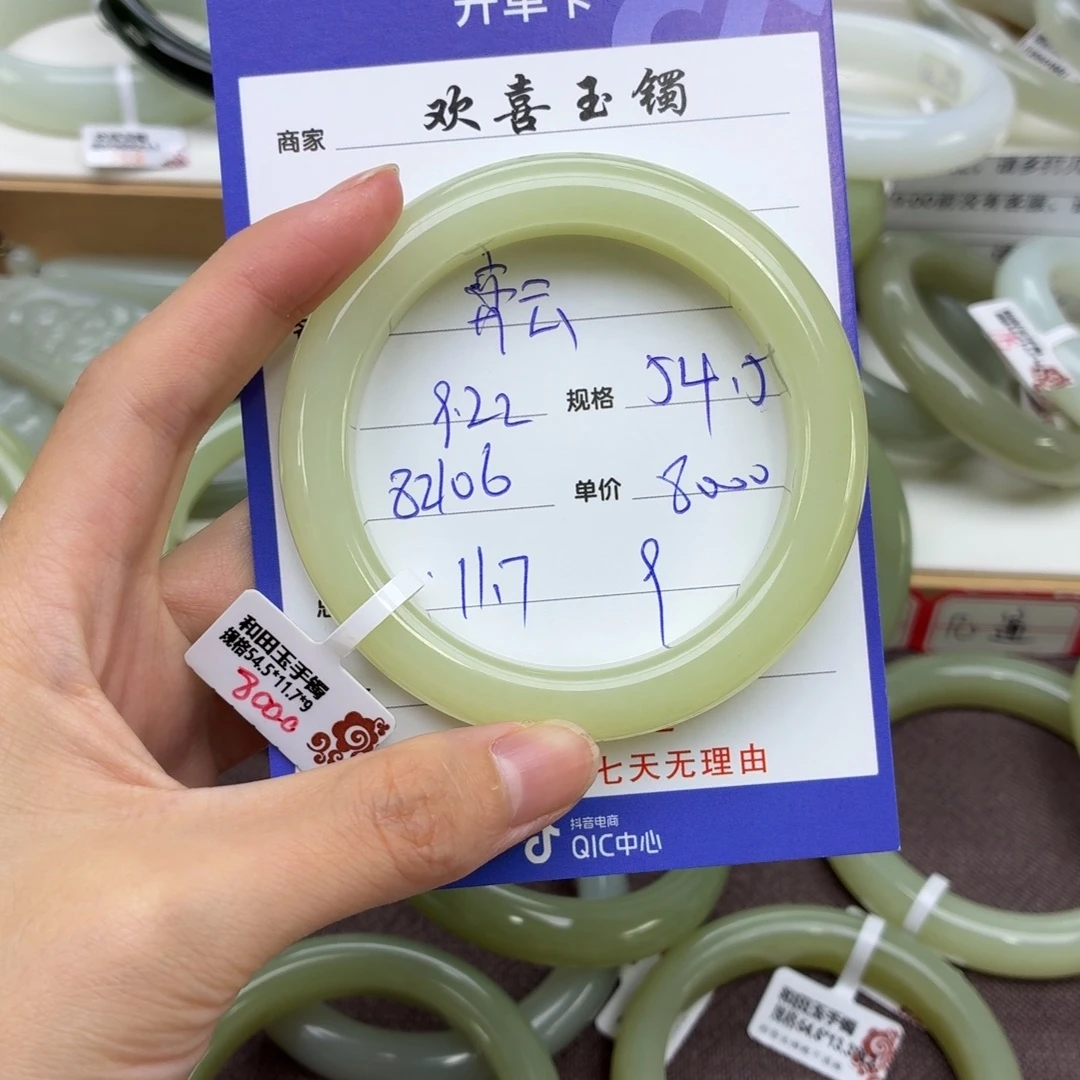 开单卡
商家 欢喜玉镯
青云
9.22 规格 54.5
82106 单价 8000
11.7 9
和田玉手镯
规格54.5*11.7*9
8000
七天无理由
抖音电商
QIC中心
和田玉手镯